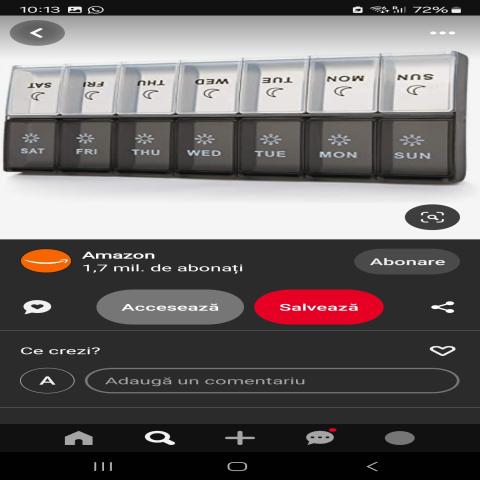 10:13
72%
SAT FRI THU WED TUE MON SUN
SAT FRI THU WED TUE MON SUN
Amazon
1,7 mil. de abonați
Abonare
Accesează
Salvează
Ce crezi?
A
Adaugă un comentariu